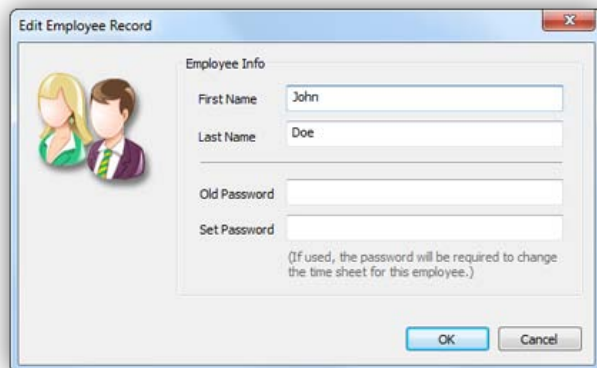 Edit Employee Record
Employee Info
First Name John
Last Name Doe
Old Password
Set Password
(If used, the password will be required to change
the time sheet for this employee.)
OK Cancel